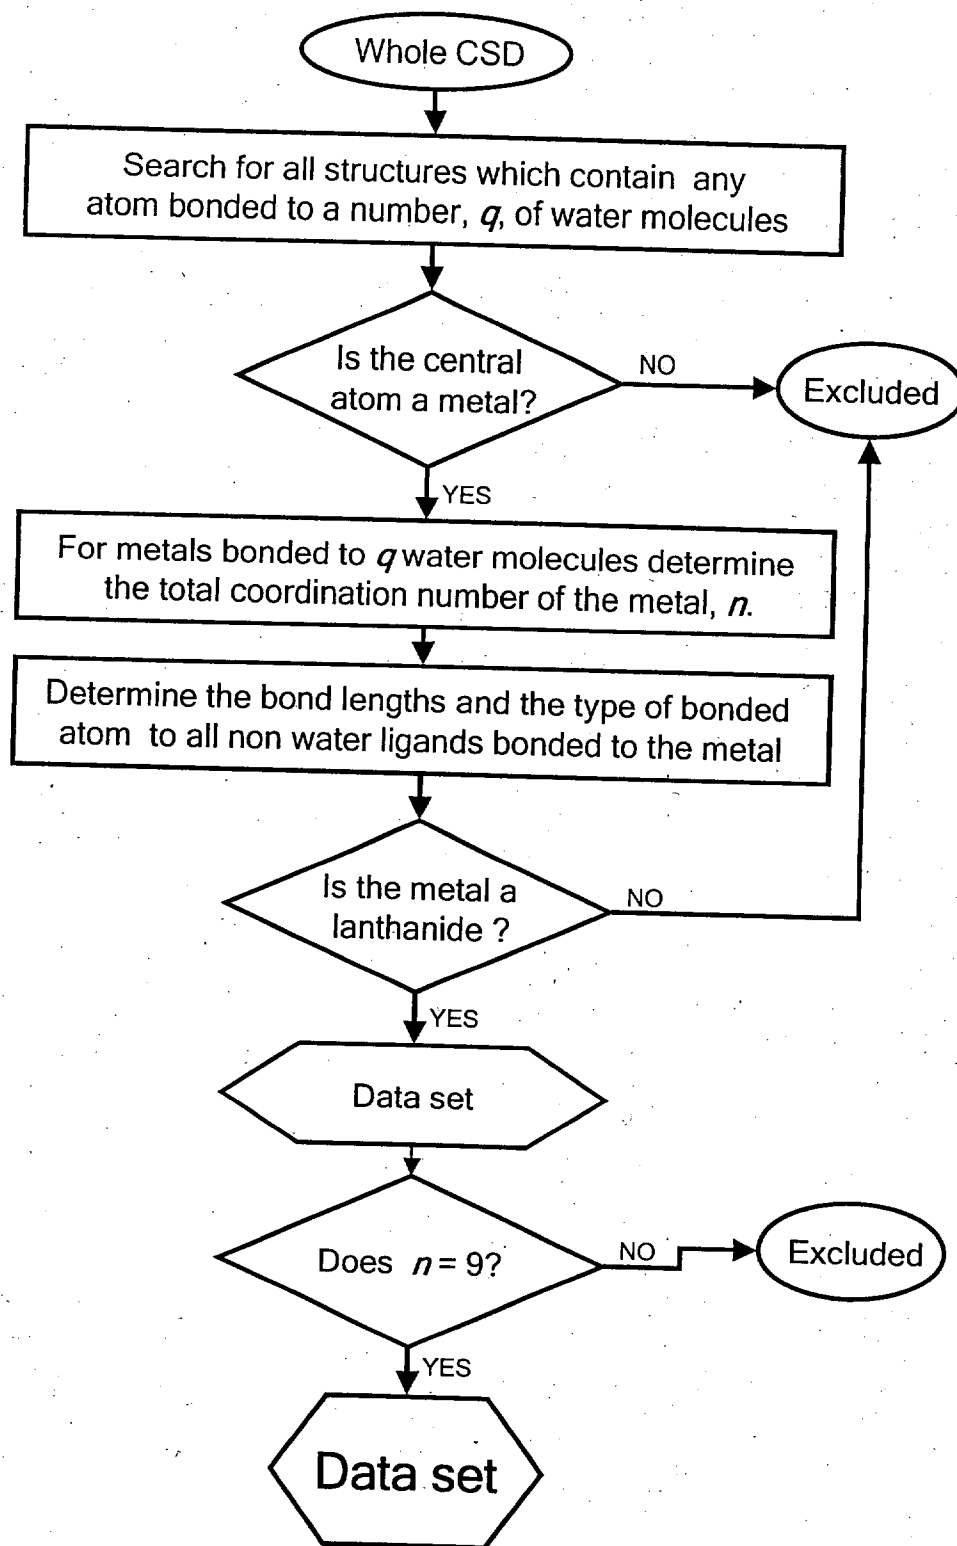 Whole CSD
Search for all structures which contain any
atom bonded to a number, q, of water molecules
Is the central
atom a metal?
NO
Excluded
YES
For metals bonded to q water molecules determine
the total coordination number of the metal, n.
Determine the bond lengths and the type of bonded
atom to all non water ligands bonded to the metal
Is the metal a
lanthanide ?
NO
YES
Data set
Does n = 9?
NO
Excluded
YES
Data set